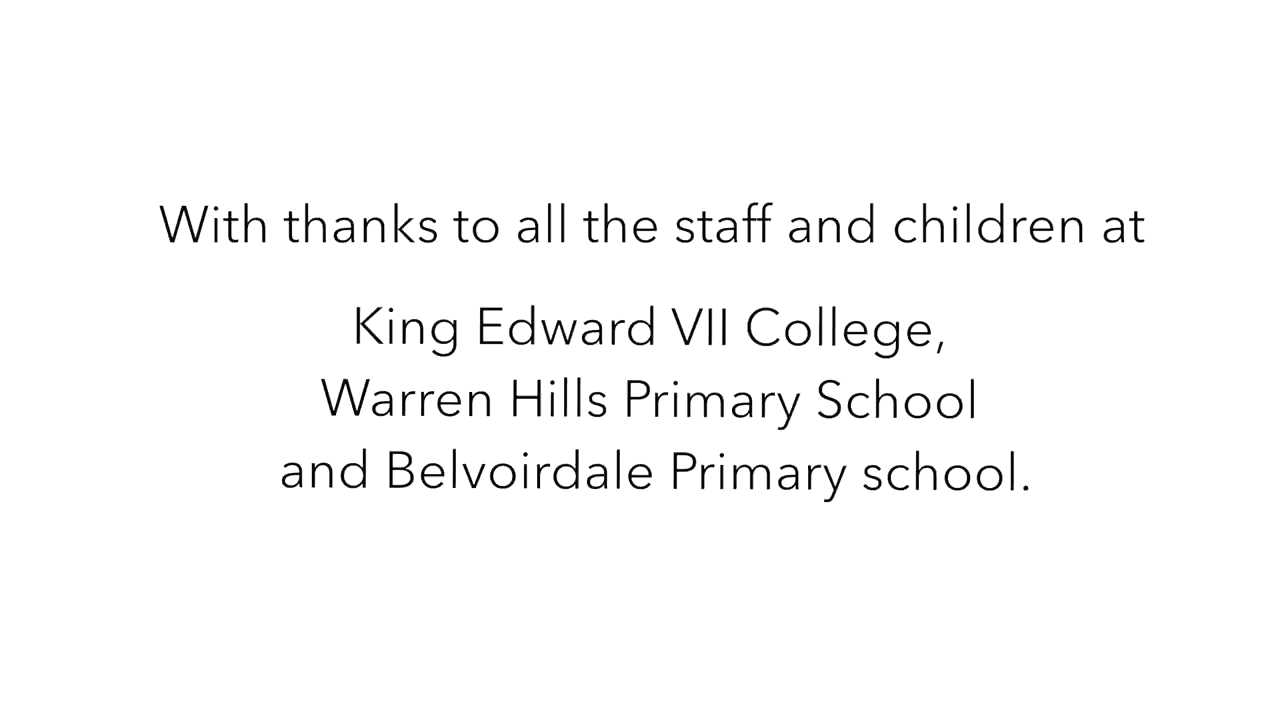 With thanks to all the staff and children at
King Edward VII College,
Warren Hills Primary School
and Belvoirdale Primary school.